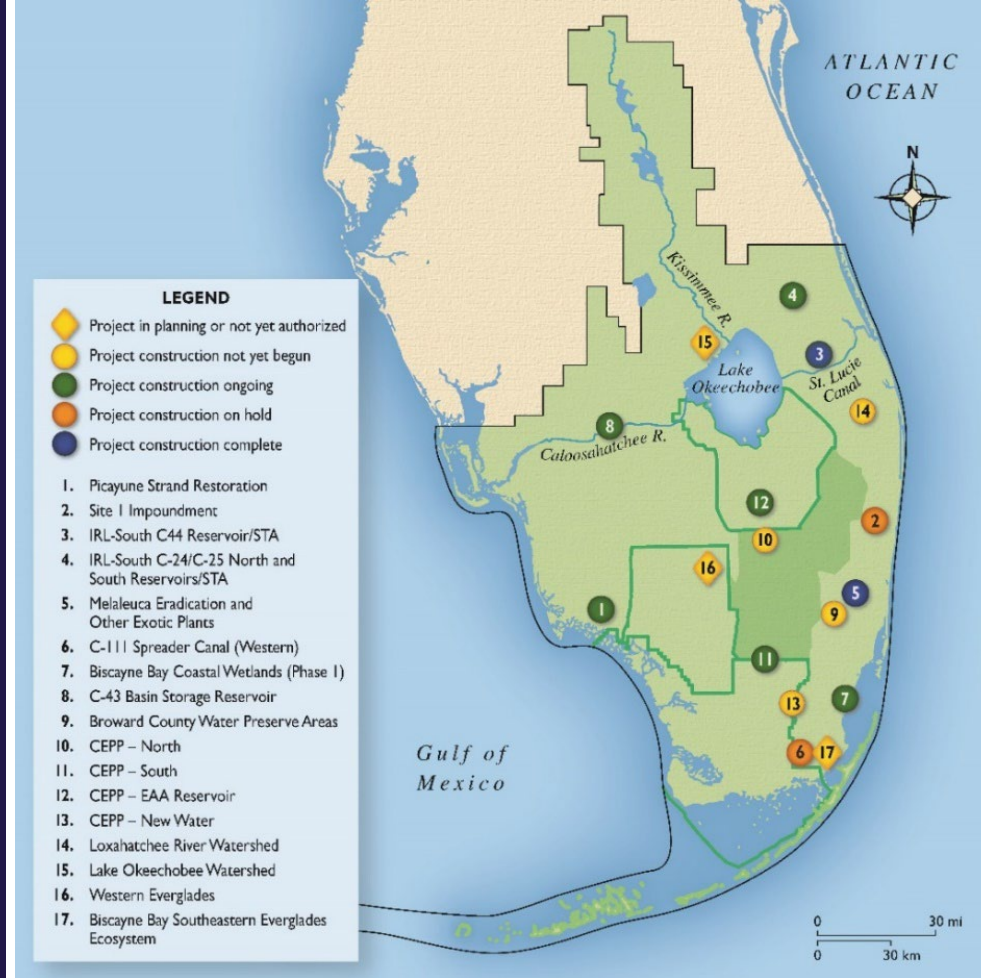 ATLANTIC
OCEAN
N
Kissimmee R.
4
15
3
Lake
Okeechobee
St. Lucie
Canal
14
8
Caloosahatchee R.
12
2
10
16
5
9
1
11
7
13
6
17
Gulf of
Mexico
0 30 mi
0 30 km
LEGEND
Project in planning or not yet authorized
Project construction not yet begun
Project construction ongoing
Project construction on hold
Project construction complete
1. Picayune Strand Restoration
2. Site 1 Impoundment
3. IRL-South C44 Reservoir/STA
4. IRL-South C-24/C-25 North and
South Reservoirs/STA
5. Melaleuca Eradication and
Other Exotic Plants
6. C-111 Spreader Canal (Western)
7. Biscayne Bay Coastal Wetlands (Phase 1)
8. C-43 Basin Storage Reservoir
9. Broward County Water Preserve Areas
10. CEPP – North
11. CEPP – South
12. CEPP – EAA Reservoir
13. CEPP – New Water
14. Loxahatchee River Watershed
15. Lake Okeechobee Watershed
16. Western Everglades
17. Biscayne Bay Southeastern Everglades
Ecosystem